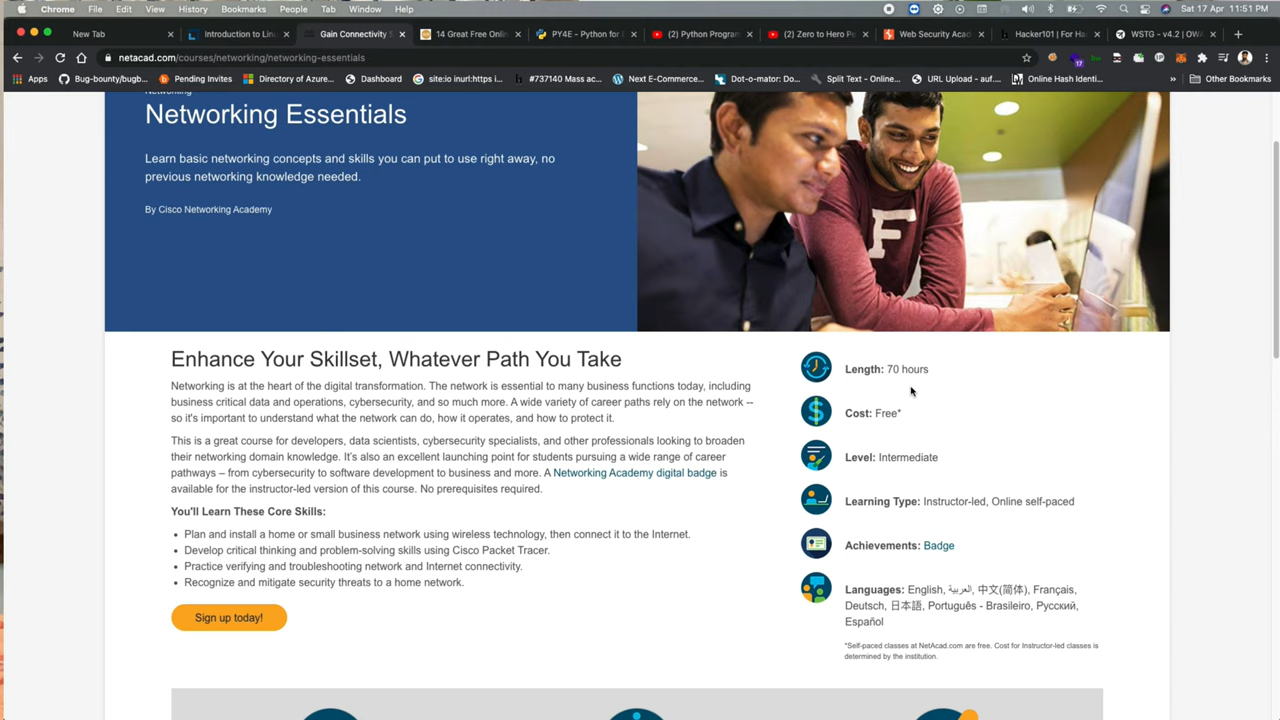 Chrome File Edit View History Bookmarks People Tab Window Help Sat 17 Apr 11:51 PM
New Tab Introduction to Lin Gain Connectivity S 14 Great Free Onlin PY4E - Python for D (2) Python Program (2) Zero to Hero Pe Web Security Acad Hacker101 | For Hac WSTG - v4.2 | OWA
netacad.com/courses/networking/networking-essentials
Apps Bug-bounty/bugb... Pending Invites Directory of Azure... Dashboard site:io inurl:https i... #737140 Mass ac... Next E-Commerce... Dot-o-mator: Do... Split Text - Online... URL Upload - auf... Online Hash Identi... » Other Bookmarks
Networking
Networking Essentials
Learn basic networking concepts and skills you can put to use right away, no
previous networking knowledge needed.
By Cisco Networking Academy
F
Enhance Your Skillset, Whatever Path You Take
Networking is at the heart of the digital transformation. The network is essential to many business functions today, including
business critical data and operations, cybersecurity, and so much more. A wide variety of career paths rely on the network --
so it's important to understand what the network can do, how it operates, and how to protect it.
This is a great course for developers, data scientists, cybersecurity specialists, and other professionals looking to broaden
their networking domain knowledge. It's also an excellent launching point for students pursuing a wide range of career
pathways – from cybersecurity to software development to business and more. A Networking Academy digital badge is
available for the instructor-led version of this course. No prerequisites required.
You'll Learn These Core Skills:
• Plan and install a home or small business network using wireless technology, then connect it to the Internet.
• Develop critical thinking and problem-solving skills using Cisco Packet Tracer.
• Practice verifying and troubleshooting network and Internet connectivity.
• Recognize and mitigate security threats to a home network.
Sign up today!
Length: 70 hours
Cost: Free*
Level: Intermediate
Learning Type: Instructor-led, Online self-paced
Achievements: Badge
Languages: English, العربية, 中文(简体), Français,
Deutsch, 日本語, Português - Brasileiro, Русский,
Español
*Self-paced classes at NetAcad.com are free. Cost for Instructor-led classes is
determined by the institution.